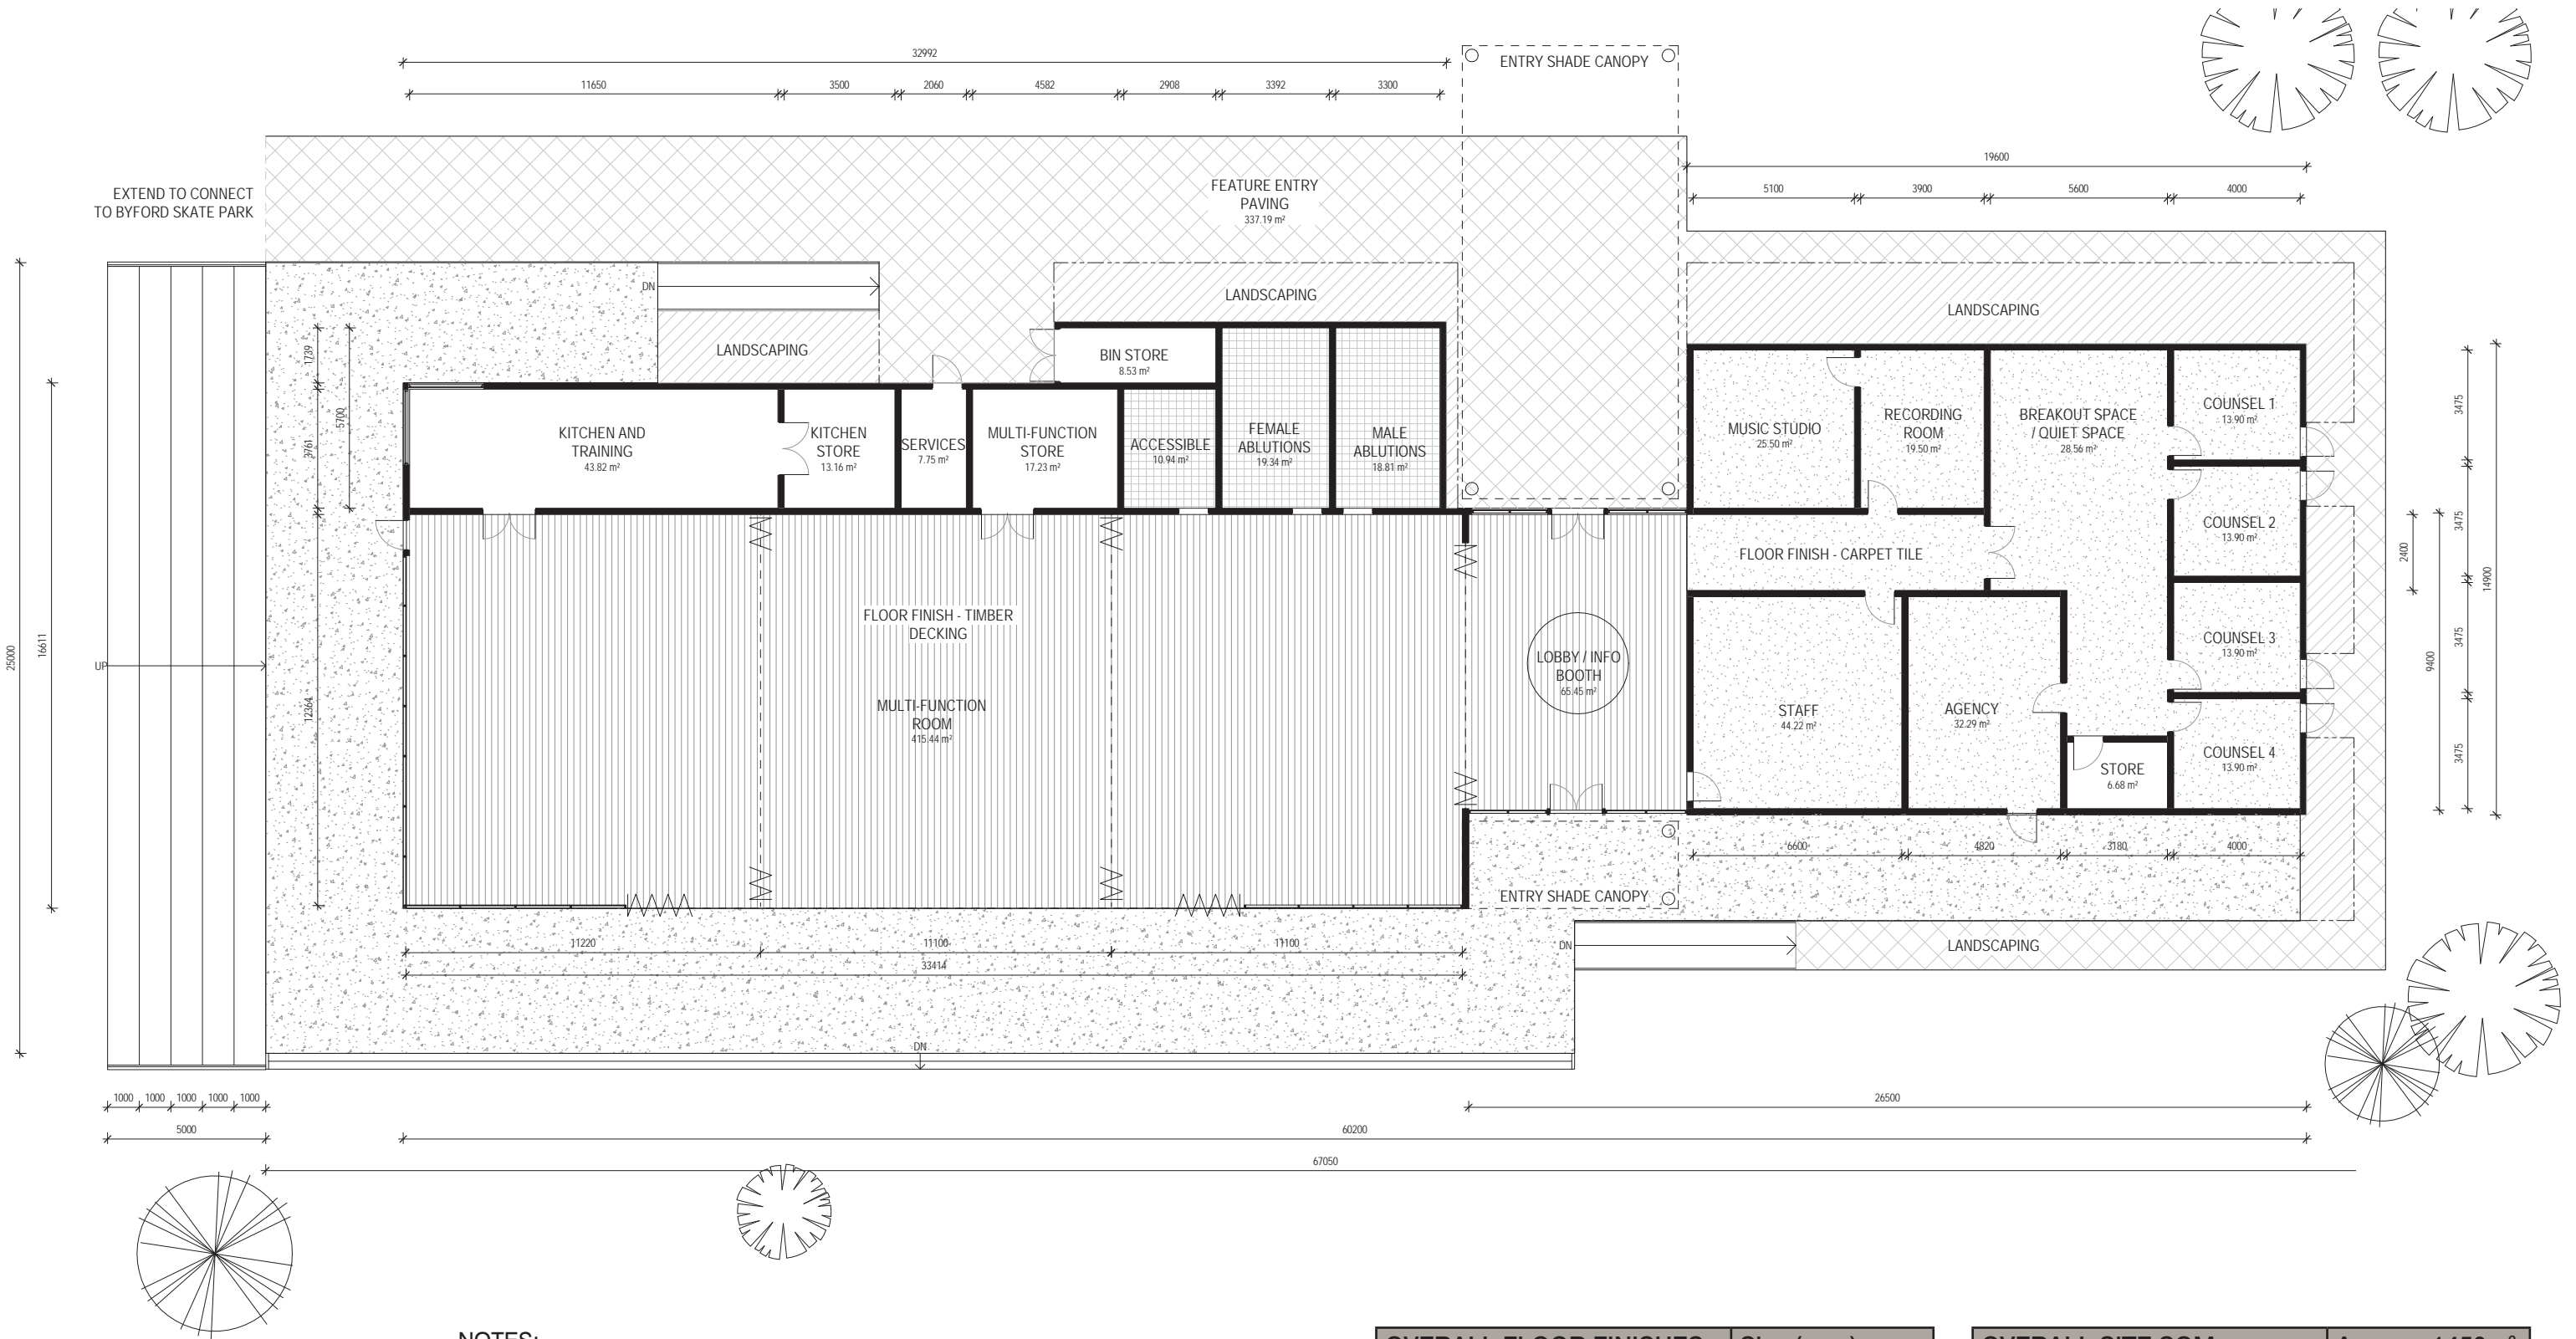 32992
ENTRY SHADE CANOPY
11650
3500
2060
4582
2908
3392
3300
19600
5100
3900
5600
4000
EXTEND TO CONNECT
TO BYFORD SKATE PARK
FEATURE ENTRY
PAVING
337.19 m²
DN
LANDSCAPING
LANDSCAPING
LANDSCAPING
1739
5700
3761
12364
25000
16611
BIN STORE
8.53 m²
KITCHEN AND
TRAINING
43.82 m²
KITCHEN
STORE
13.16 m²
SERVICES
7.75 m²
MULTI-FUNCTION
STORE
17.23 m²
ACCESSIBLE
10.94 m²
FEMALE
ABLUTIONS
19.34 m²
MALE
ABLUTIONS
18.81 m²
MUSIC STUDIO
25.50 m²
RECORDING
ROOM
19.50 m²
BREAKOUT SPACE
/ QUIET SPACE
28.56 m²
COUNSEL 1
13.90 m²
COUNSEL 2
13.90 m²
COUNSEL 3
13.90 m²
COUNSEL 4
13.90 m²
3475
3475
3475
3475
2400
9400
14900
FLOOR FINISH - CARPET TILE
FLOOR FINISH - TIMBER
DECKING
MULTI-FUNCTION
ROOM
415.44 m²
LOBBY / INFO
BOOTH
65.45 m²
STAFF
44.22 m²
AGENCY
32.29 m²
STORE
6.68 m²
UP
6600
4820
3180
4000
ENTRY SHADE CANOPY
11220
11100
11100
33414
DN
LANDSCAPING
DN
1000
1000
1000
1000
1000
5000
26500
60200
67050
NOTES:
OVERALL FLOOR FINISHES